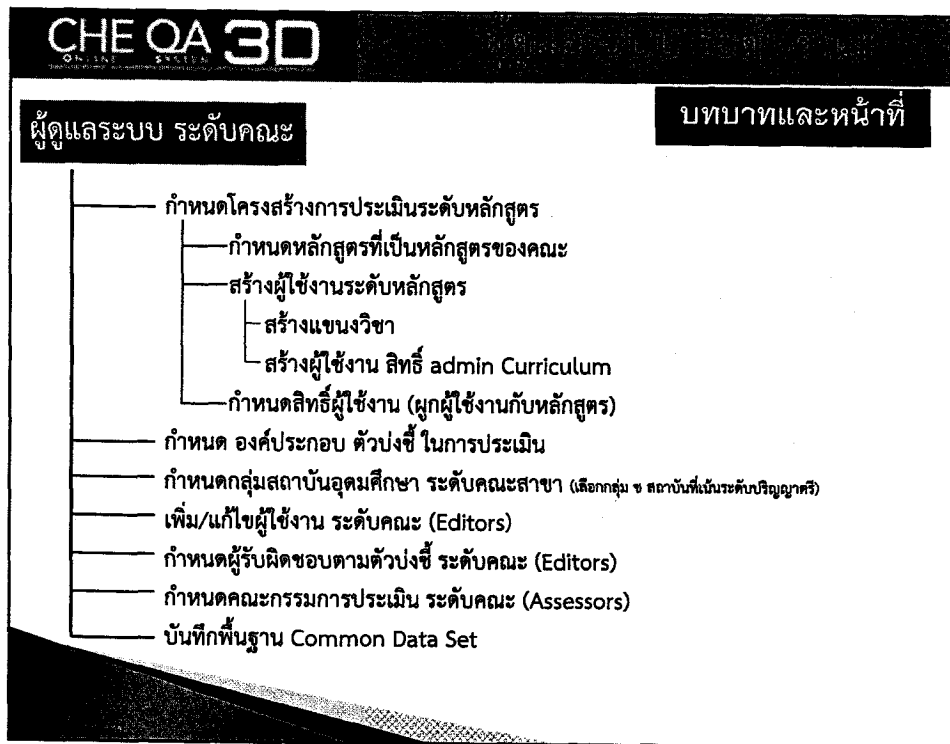 CHE QA 3D
ONLINE SYSTEM
บทบาทและหน้าที่
ผู้ดูแลระบบ ระดับคณะ
กำหนดโครงสร้างการประเมินระดับหลักสูตร
กำหนดหลักสูตรที่เป็นหลักสูตรของคณะ
สร้างผู้ใช้งานระดับหลักสูตร
สร้างแขนงวิชา
สร้างผู้ใช้งาน สิทธิ์ admin Curriculum
กำหนดสิทธิ์ผู้ใช้งาน (ผูกผู้ใช้งานกับหลักสูตร)
กำหนด องค์ประกอบ ตัวบ่งชี้ ในการประเมิน
กำหนดกลุ่มสถาบันอุดมศึกษา ระดับคณะสาขา (เลือกกลุ่ม ข สถาบันที่เน้นระดับปริญญาตรี)
เพิ่ม/แก้ไขผู้ใช้งาน ระดับคณะ (Editors)
กำหนดผู้รับผิดชอบตามตัวบ่งชี้ ระดับคณะ (Editors)
กำหนดคณะกรรมการประเมิน ระดับคณะ (Assessors)
บันทึกพื้นฐาน Common Data Set